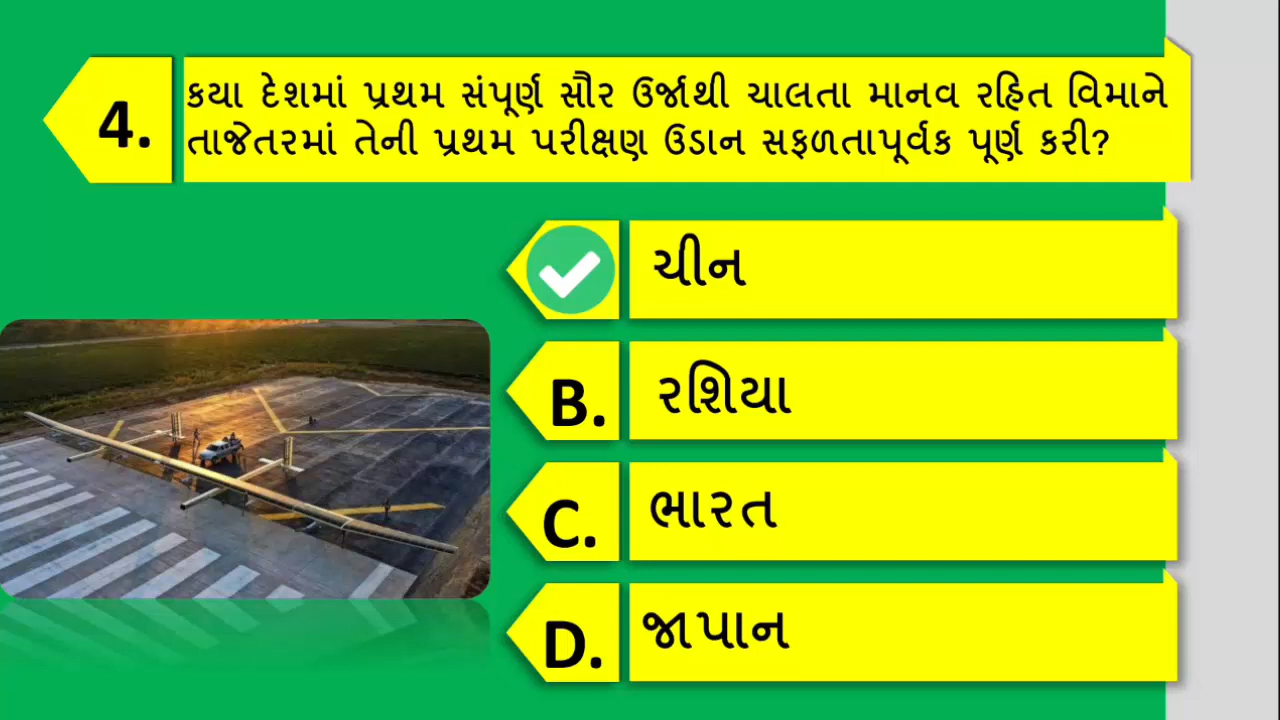 4.
કયા દેશમાં પ્રથમ સંપૂર્ણ સૌર ઉર્જાથી ચાલતા માનવ રહિત વિમાને
તાજેતરમાં તેની પ્રથમ પરીક્ષણ ઉડાન સફળતાપૂર્વક પૂર્ણ કરી?
ચીન
B. રશિયા
C. ભારત
D. જાપાન